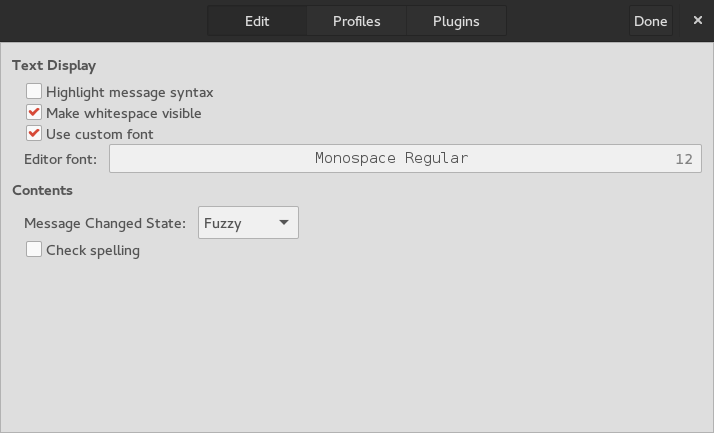 Edit Profiles Plugins Done
Text Display
Highlight message syntax
Make whitespace visible
Use custom font
Editor font: Monospace Regular 12
Contents
Message Changed State: Fuzzy
Check spelling